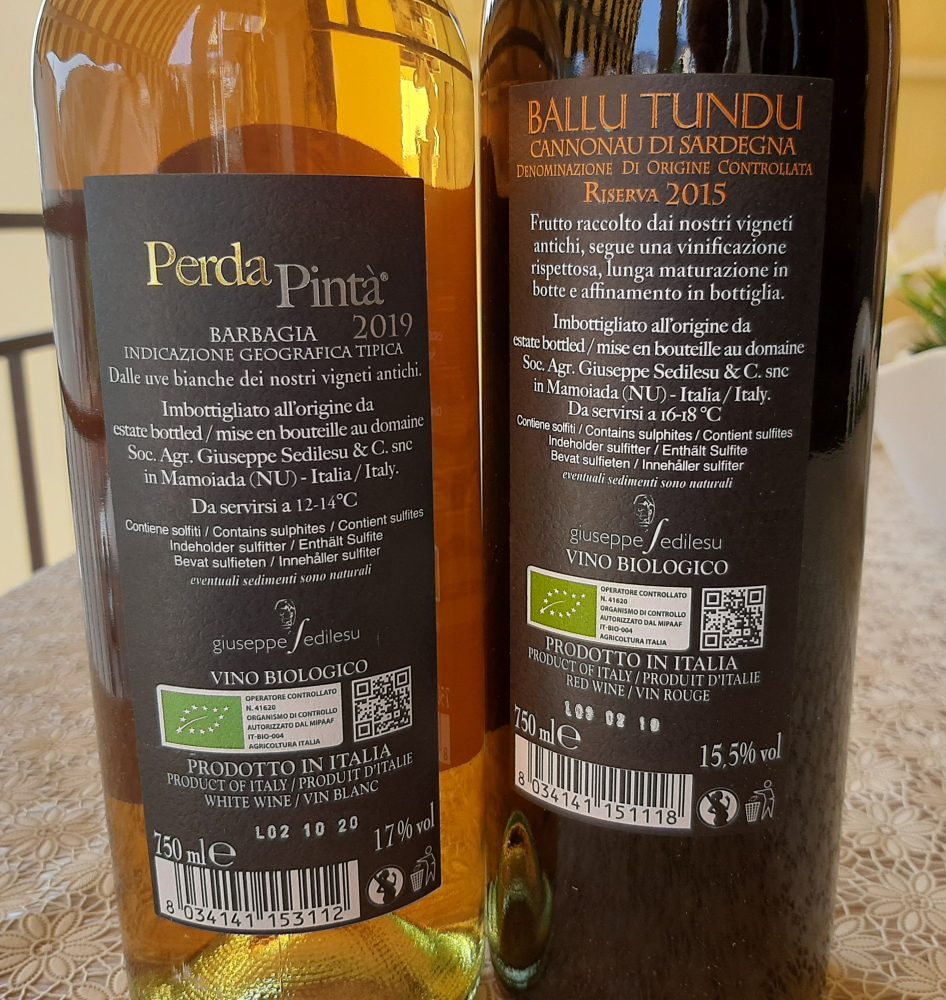 Perda
Pintà®
BARBAGIA 2019
INDICAZIONE GEOGRAFICA TIPICA
Dalle uve bianche dei nostri vigneti antichi.
Imbottigliato all'origine da
estate bottled / mise en bouteille au domaine
Soc. Agr. Giuseppe Sedilesu & C. snc
in Mamoiada (NU) - Italia / Italy.
Da servirsi a 12-14°C
Contiene solfiti / Contains sulphites / Contient sulfites
Indeholder sulfitter / Enthält Sulfite
Bevat sulfieten / Innehåller sulfiter
eventuali sedimenti sono naturali
giuseppe Sedilesu
VINO BIOLOGICO
OPERATORE CONTROLLATO
N. 41620
ORGANISMO DI CONTROLLO
AUTORIZZATO DAL MIPAAF
IT-BIO-004
AGRICOLTURA ITALIA
PRODOTTO IN ITALIA
PRODUCT OF ITALY / PRODUIT D'ITALIE
WHITE WINE / VIN BLANC
L02 10 20
750 ml e 17% vol
8 034141 153112
BALLU TUNDU
CANNONAU DI SARDEGNA
DENOMINAZIONE DI ORIGINE CONTROLLATA
RISERVA 2015
Frutto raccolto dai nostri vigneti
antichi, segue una vinificazione
rispettosa, lunga maturazione in
botte e affinamento in bottiglia.
Imbottigliato all'origine da
estate bottled / mise en bouteille au domaine
Soc. Agr. Giuseppe Sedilesu & C. snc
in Mamoiada (NU) - Italia / Italy.
Da servirsi a 16-18 °C
Contiene solfiti / Contains sulphites / Contient sulfites
Indeholder sulfitter / Enthält Sulfite
Bevat sulfieten / Innehåller sulfiter
eventuali sedimenti sono naturali
giuseppe Sedilesu
VINO BIOLOGICO
OPERATORE CONTROLLATO
N. 41620
ORGANISMO DI CONTROLLO
AUTORIZZATO DAL MIPAAF
IT-BIO-004
AGRICOLTURA ITALIA
PRODOTTO IN ITALIA
PRODUCT OF ITALY / PRODUIT D'ITALIE
RED WINE / VIN ROUGE
750 ml e
15,5% vol
8 034141 151118